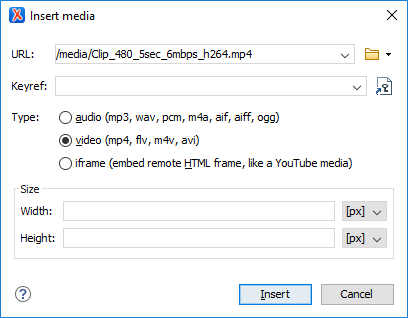 Insert media
URL: /media/Clip_480_5sec_6mbps_h264.mp4
Keyref:
Type: audio (mp3, wav, pcm, m4a, aif, aiff, ogg)
video (mp4, flv, m4v, avi)
iframe (embed remote HTML frame, like a YouTube media)
Size
Width: [px]
Height: [px]
? Insert Cancel